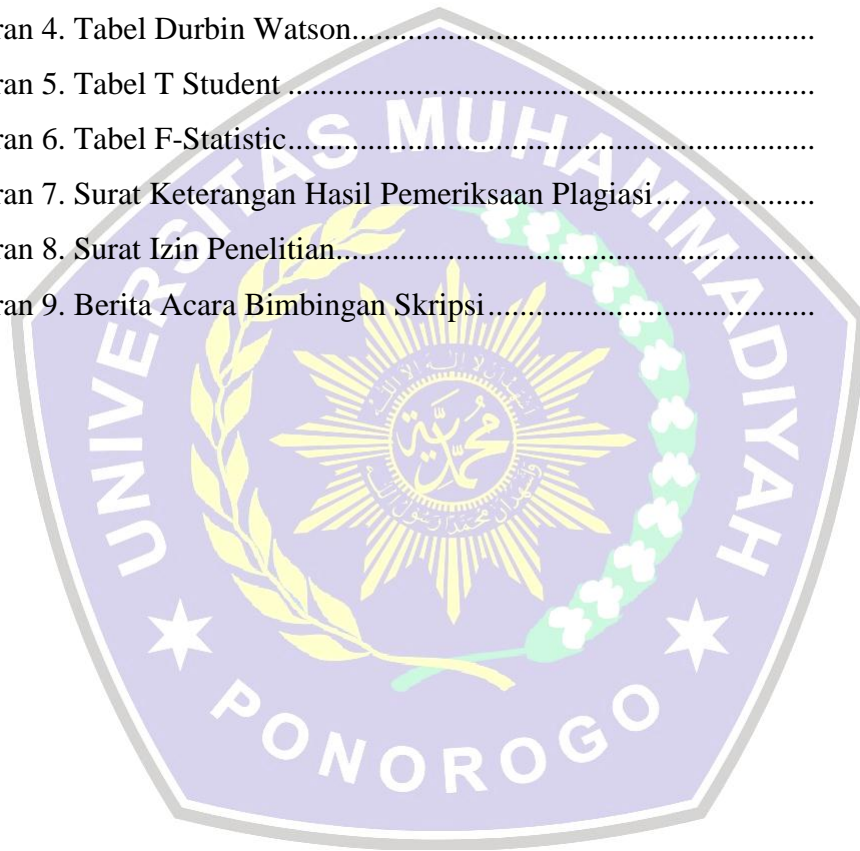 ran 4. Tabel Durbin Watson........................................................
ran 5. Tabel T Student ................................................................
ran 6. Tabel F-Statistic................................................................
ran 7. Surat Keterangan Hasil Pemeriksaan Plagiasi...................
ran 8. Surat Izin Penelitian..........................................................
ran 9. Berita Acara Bimbingan Skripsi........................................
UNIVERSITAS MUHAMMADIYAH
محمدية
PONOROGO